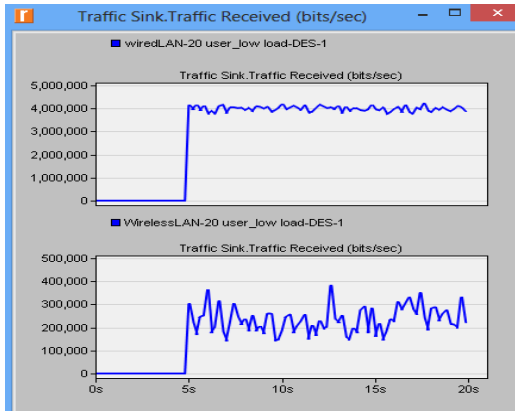 Traffic Sink.Traffic Received (bits/sec)
wiredLAN-20 user_low load-DES-1
Traffic Sink.Traffic Received (bits/sec)
5,000,000
4,000,000
3,000,000
2,000,000
1,000,000
0
WirelessLAN-20 user_low load-DES-1
Traffic Sink.Traffic Received (bits/sec)
500,000
400,000
300,000
200,000
100,000
0
0s 5s 10s 15s 20s